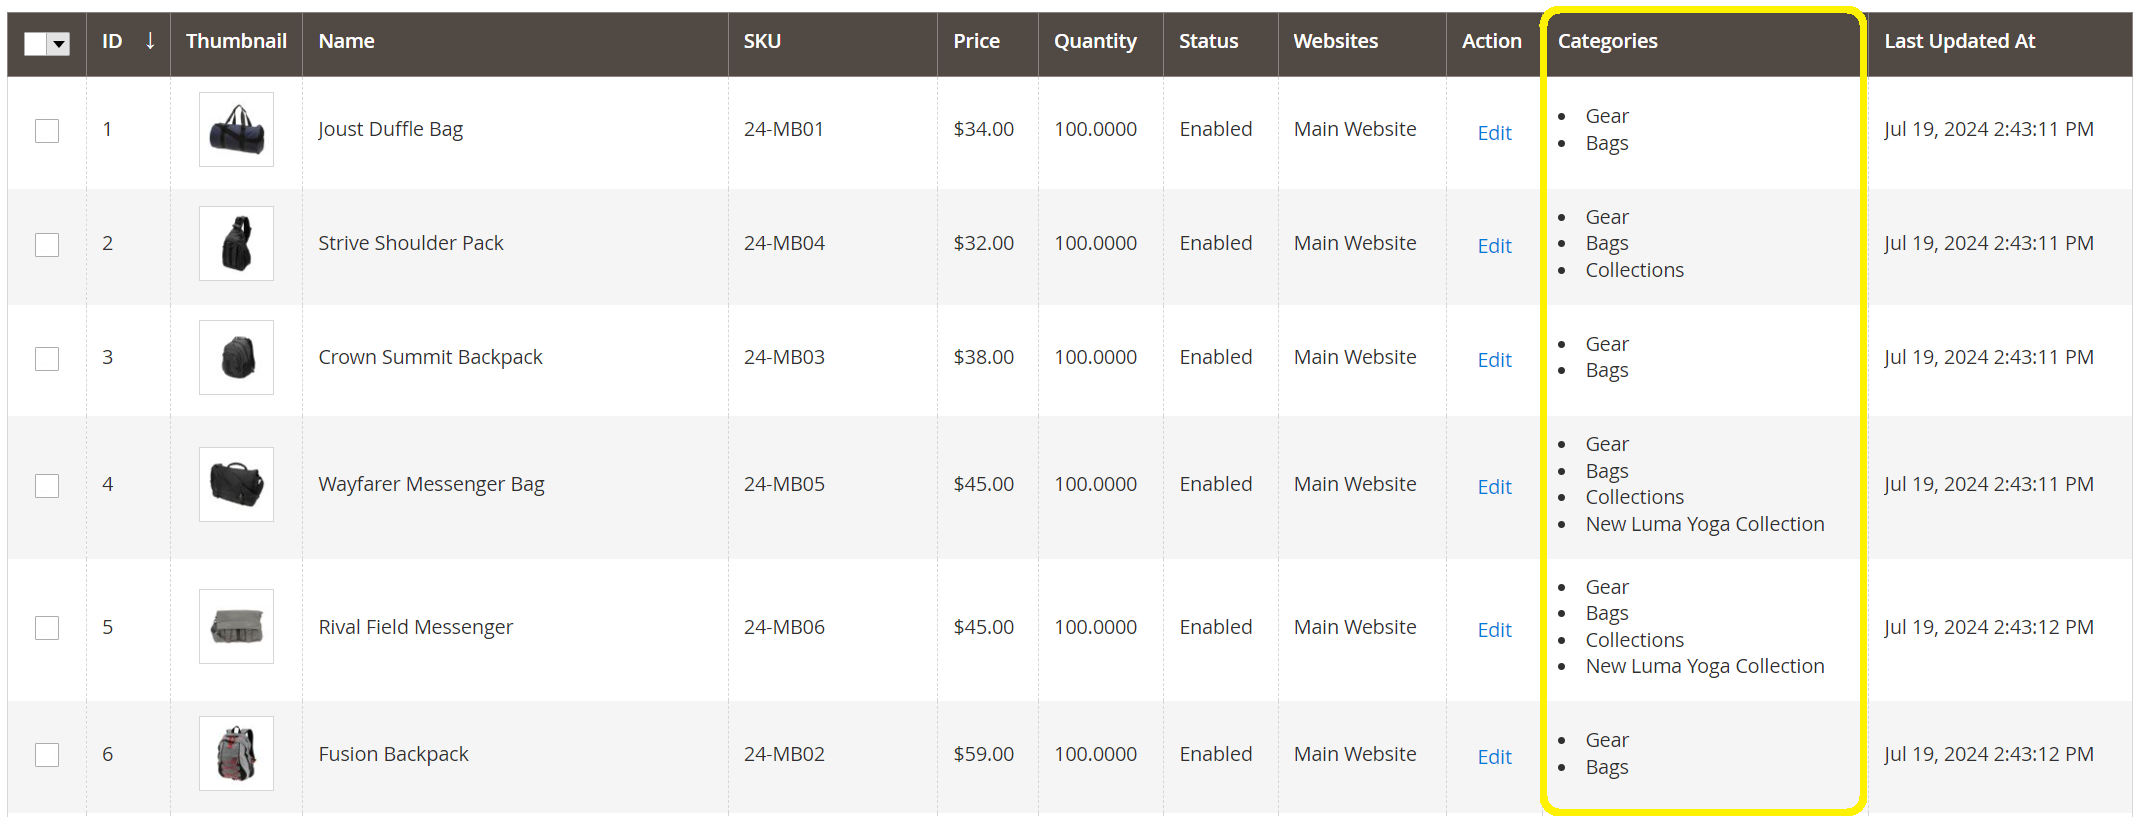 ID ↓ Thumbnail Name SKU Price Quantity Status Websites Action Categories Last Updated At
1 Joust Duffle Bag 24-MB01 $34.00 100.0000 Enabled Main Website Edit Jul 19, 2024 2:43:11 PM
• Gear
• Bags
2 Strive Shoulder Pack 24-MB04 $32.00 100.0000 Enabled Main Website Edit Jul 19, 2024 2:43:11 PM
• Gear
• Bags
• Collections
3 Crown Summit Backpack 24-MB03 $38.00 100.0000 Enabled Main Website Edit Jul 19, 2024 2:43:11 PM
• Gear
• Bags
4 Wayfarer Messenger Bag 24-MB05 $45.00 100.0000 Enabled Main Website Edit Jul 19, 2024 2:43:11 PM
• Gear
• Bags
• Collections
• New Luma Yoga Collection
5 Rival Field Messenger 24-MB06 $45.00 100.0000 Enabled Main Website Edit Jul 19, 2024 2:43:12 PM
• Gear
• Bags
• Collections
• New Luma Yoga Collection
6 Fusion Backpack 24-MB02 $59.00 100.0000 Enabled Main Website Edit Jul 19, 2024 2:43:12 PM
• Gear
• Bags